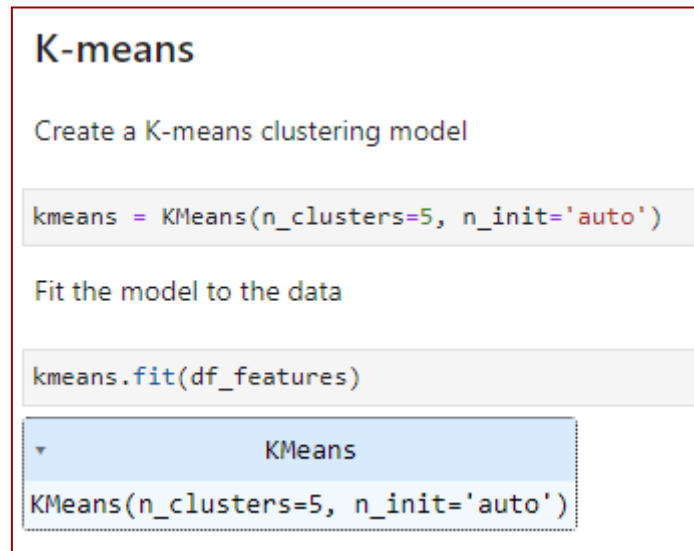 K-means
Create a K-means clustering model
kmeans = KMeans(n_clusters=5, n_init='auto')
Fit the model to the data
kmeans.fit(df_features)
KMeans
KMeans(n_clusters=5, n_init='auto')